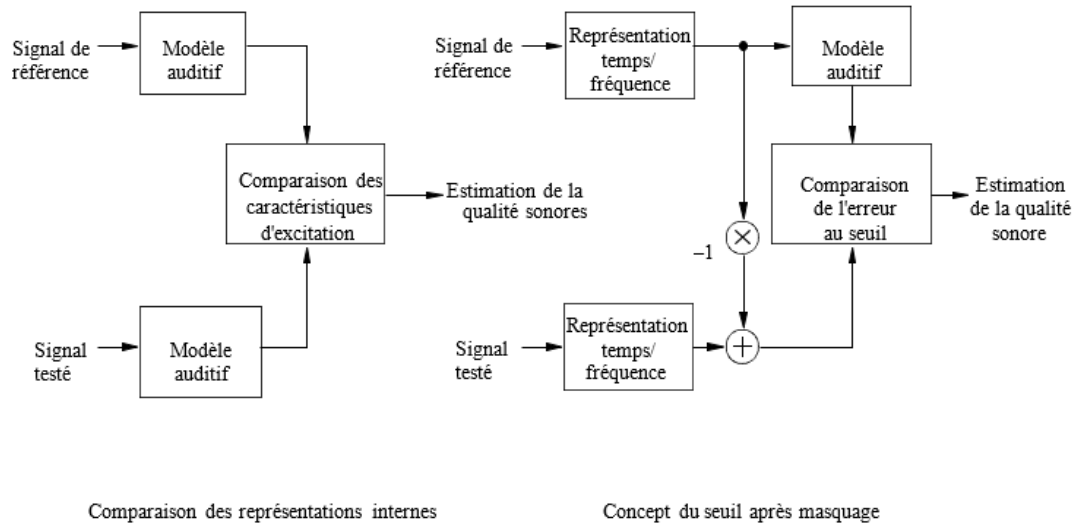 Signal de
référence
Modèle
auditif
Comparaison des
caractéristiques
d'excitation
Estimation de la
qualité sonores
Signal
testé
Modèle
auditif
Comparaison des représentations internes
Signal de
référence
Représentation
temps/
fréquence
Modèle
auditif
Comparaison
de l'erreur
au seuil
Estimation
de la qualité
sonore
–1
Signal
testé
Représentation
temps/
fréquence
Concept du seuil après masquage